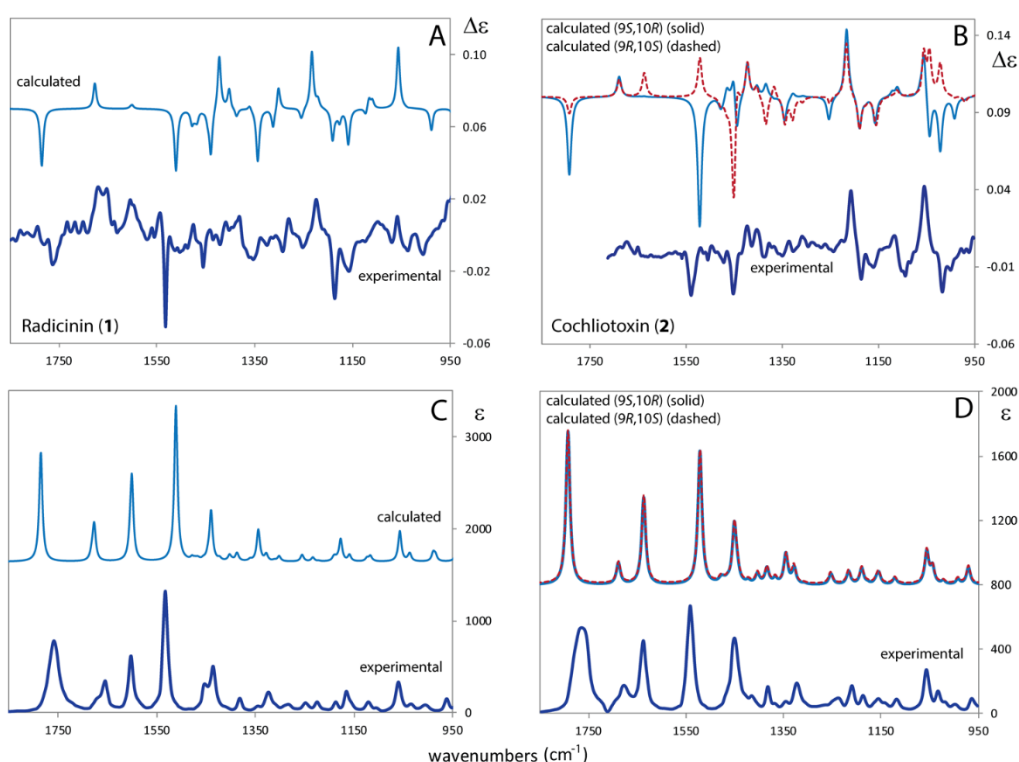 A
Δε
calculated
0.10
0.06
0.02
-0.02
-0.06
experimental
Radicinin (1)
1750
1550
1350
1150
950
calculated (9S,10R) (solid)
calculated (9R,10S) (dashed)
B
0.14
Δε
0.09
0.04
-0.01
-0.06
experimental
Cochliotoxin (2)
1750
1550
1350
1150
950
C
ε
3000
calculated
2000
1000
experimental
0
1750
1550
1350
1150
950
calculated (9S,10R) (solid)
calculated (9R,10S) (dashed)
D
2000
ε
1600
1200
800
experimental
400
0
1750
1550
1350
1150
950
wavenumbers (cm⁻¹)